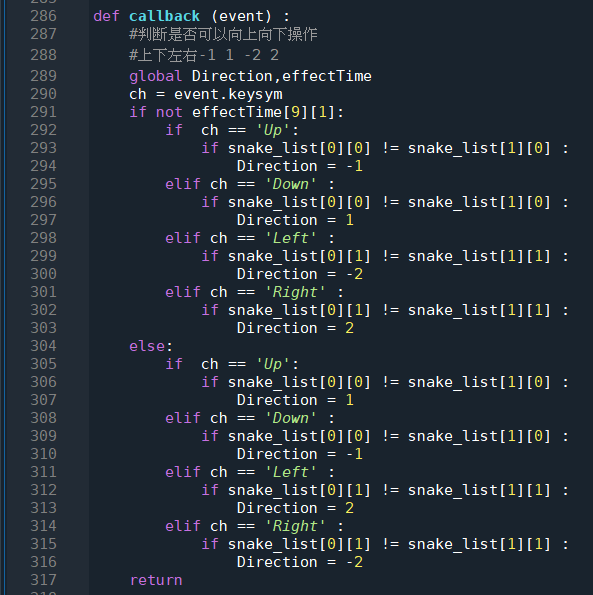 286 def callback (event) :
287     #判断是否可以向上向下操作
288     #上下左右-1 1 -2 2
289     global Direction,effectTime
290     ch = event.keysym
291     if not effectTime[9][1]:
292         if  ch == 'Up':
293             if snake_list[0][0] != snake_list[1][0] :
294                 Direction = -1
295         elif ch == 'Down' :
296             if snake_list[0][0] != snake_list[1][0] :
297                 Direction = 1
298         elif ch == 'Left' :
299             if snake_list[0][1] != snake_list[1][1] :
300                 Direction = -2
301         elif ch == 'Right' :
302             if snake_list[0][1] != snake_list[1][1] :
303                 Direction = 2
304     else:
305         if  ch == 'Up':
306             if snake_list[0][0] != snake_list[1][0] :
307                 Direction = 1
308         elif ch == 'Down' :
309             if snake_list[0][0] != snake_list[1][0] :
310                 Direction = -1
311         elif ch == 'Left' :
312             if snake_list[0][1] != snake_list[1][1] :
313                 Direction = 2
314         elif ch == 'Right' :
315             if snake_list[0][1] != snake_list[1][1] :
316                 Direction = -2
317     return